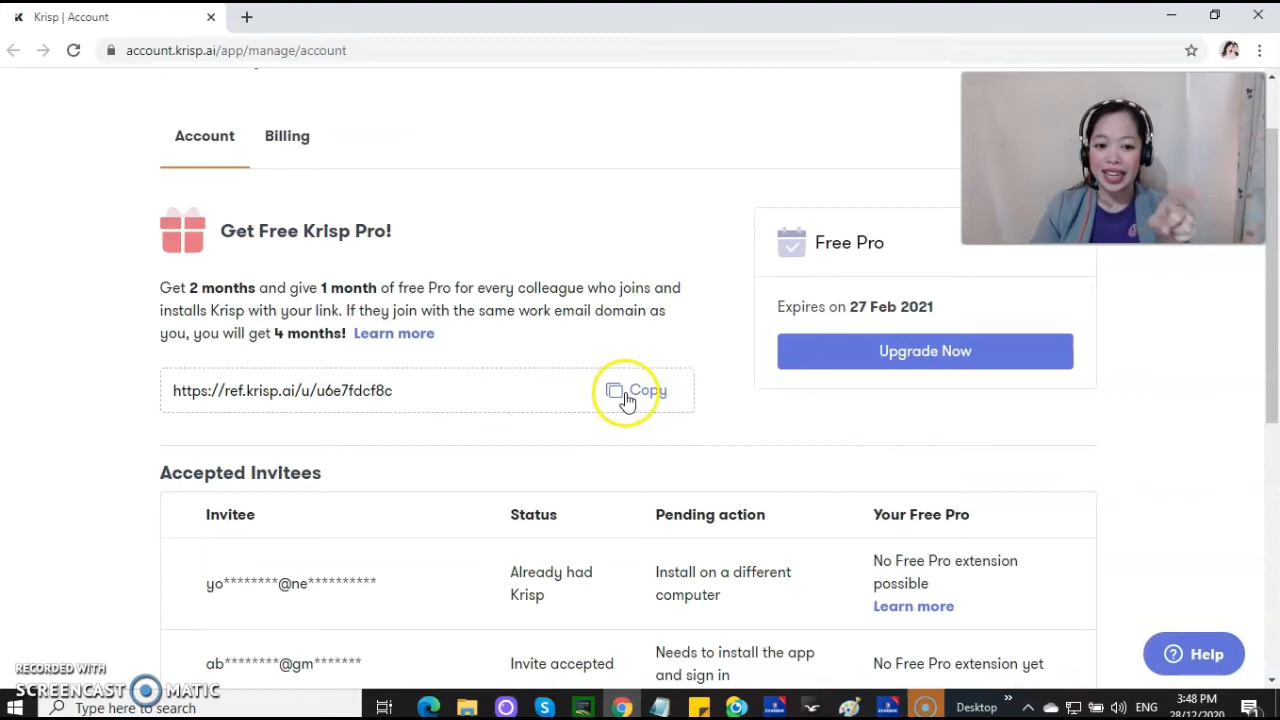 Krisp | Account
account.krisp.ai/app/manage/account
Account Billing
Get Free Krisp Pro!
Get 2 months and give 1 month of free Pro for every colleague who joins and
installs Krisp with your link. If they join with the same work email domain as
you, you will get 4 months! Learn more
https://ref.krisp.ai/u/u6e7fdcf8c Copy
Free Pro
Expires on 27 Feb 2021
Upgrade Now
Accepted Invitees
Invitee Status Pending action Your Free Pro
yo********@ne**********
Already had
Krisp
Install on a different
computer
No Free Pro extension
possible
Learn more
ab********@gm*******
Invite accepted
Needs to install the app
and sign in
No Free Pro extension yet
Help
RECORDED WITH
SCREENCAST MATIC
Type here to search
Desktop
3:48 PM
28/12/2020